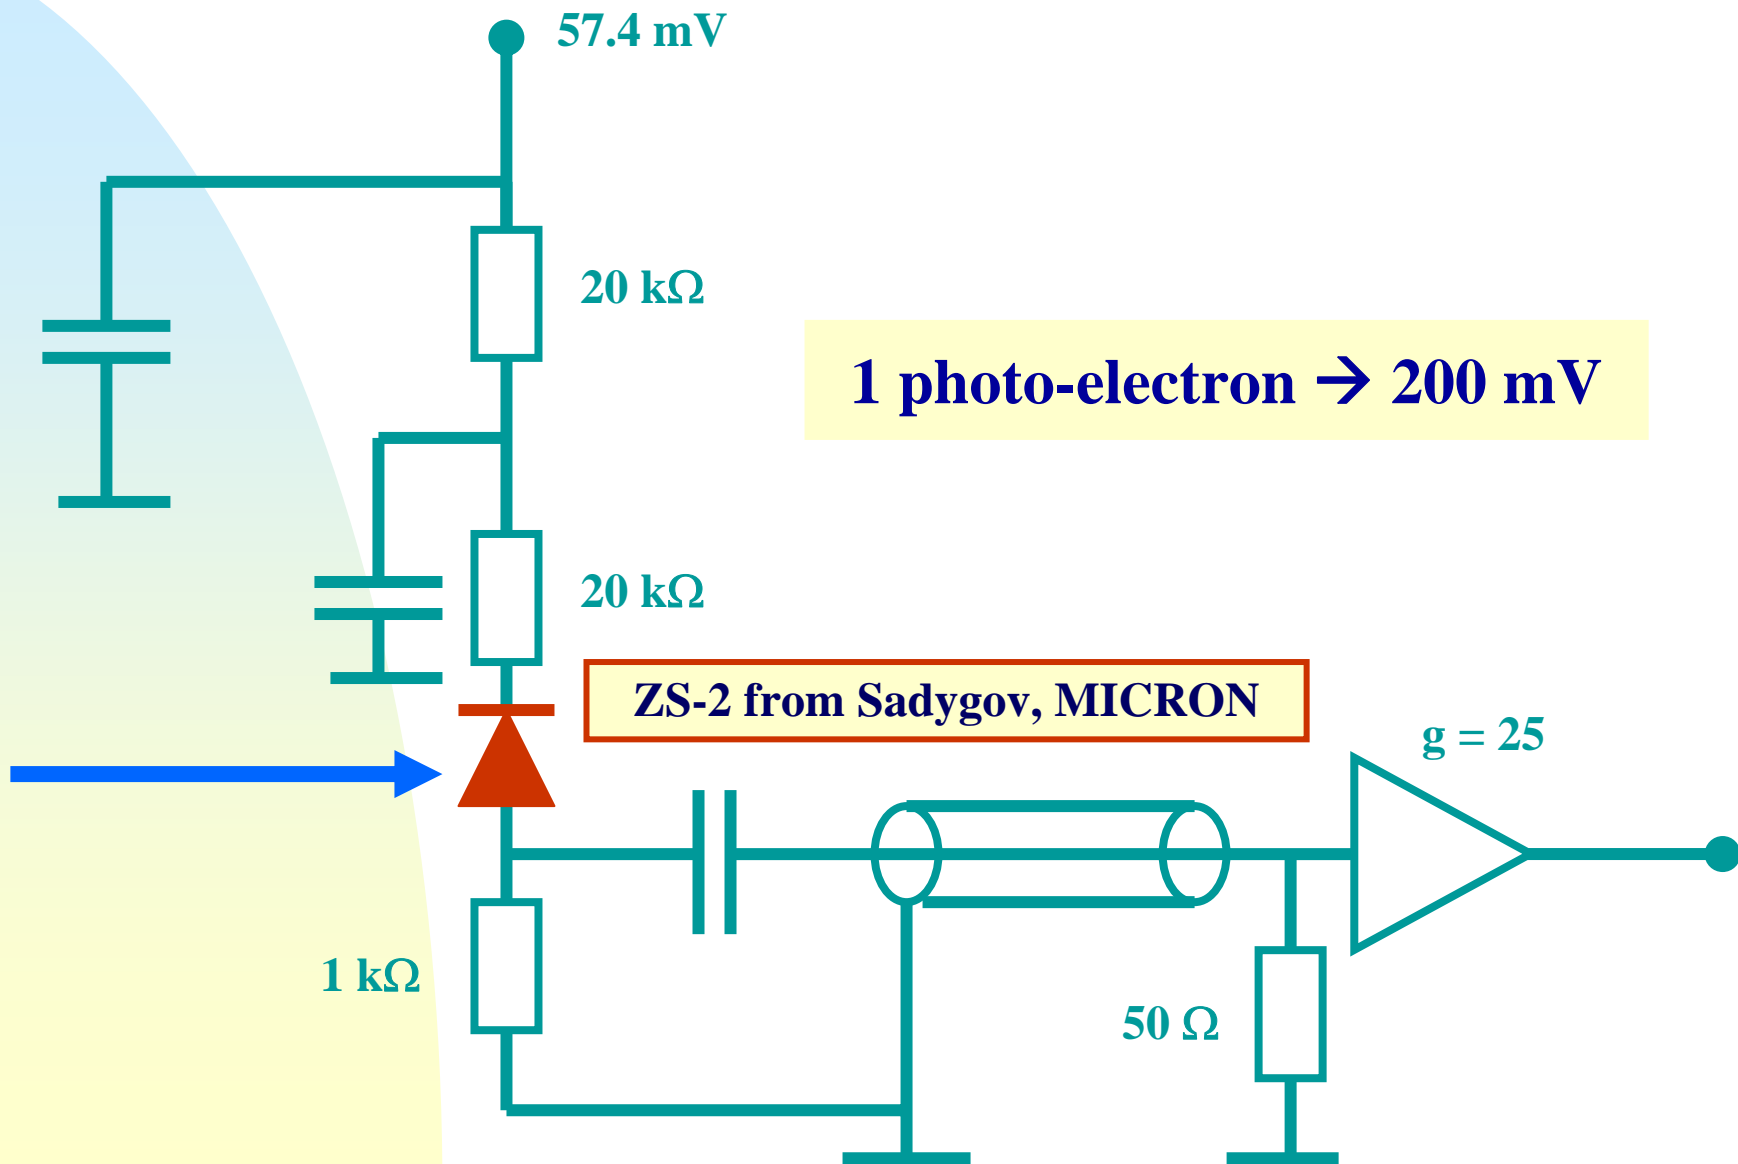 57.4 mV
20 kΩ
1 photo-electron → 200 mV
20 kΩ
ZS-2 from Sadygov, MICRON
g = 25
1 kΩ
50 Ω